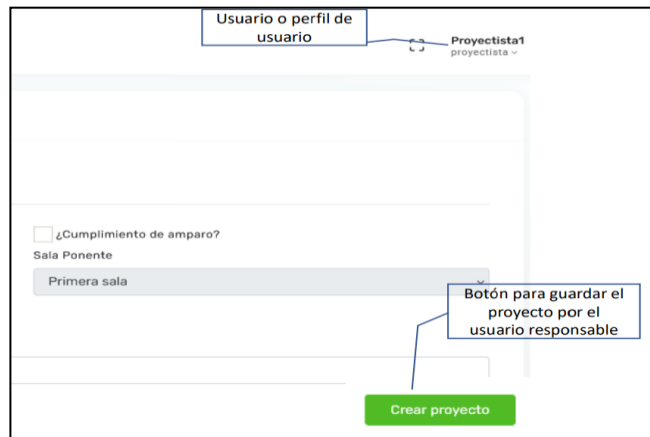 Usuario o perfil de
usuario
Proyectista1
proyectista
¿Cumplimiento de amparo?
Sala Ponente
Primera sala
Botón para guardar el
proyecto por el
usuario responsable
Crear proyecto